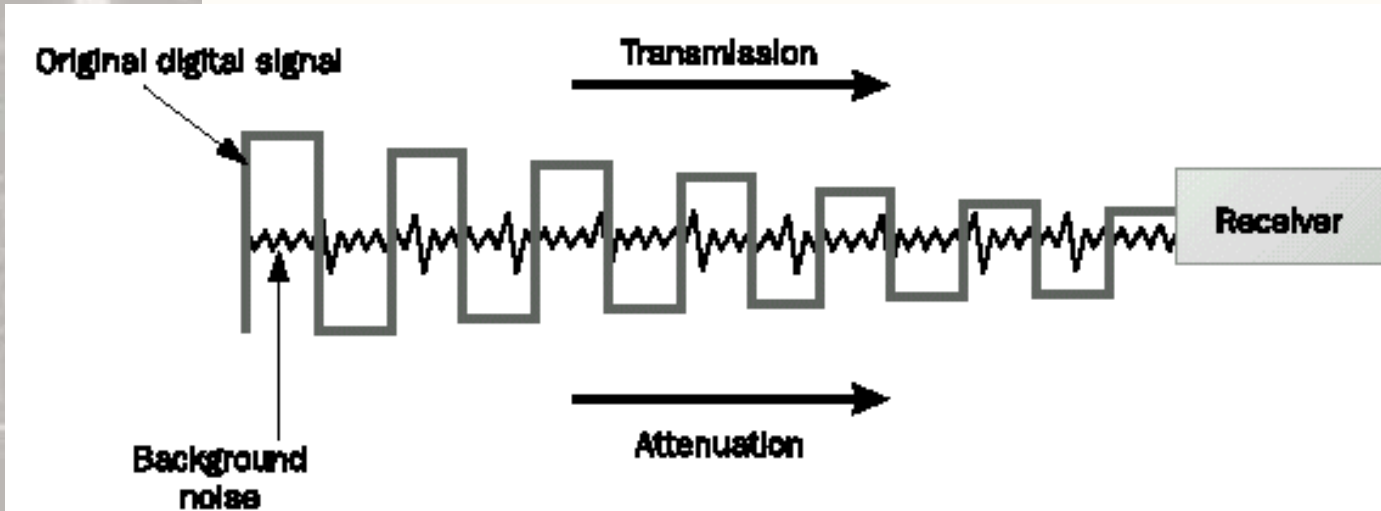 Original digital signal
Transmission
Receiver
Attenuation
Background
noise